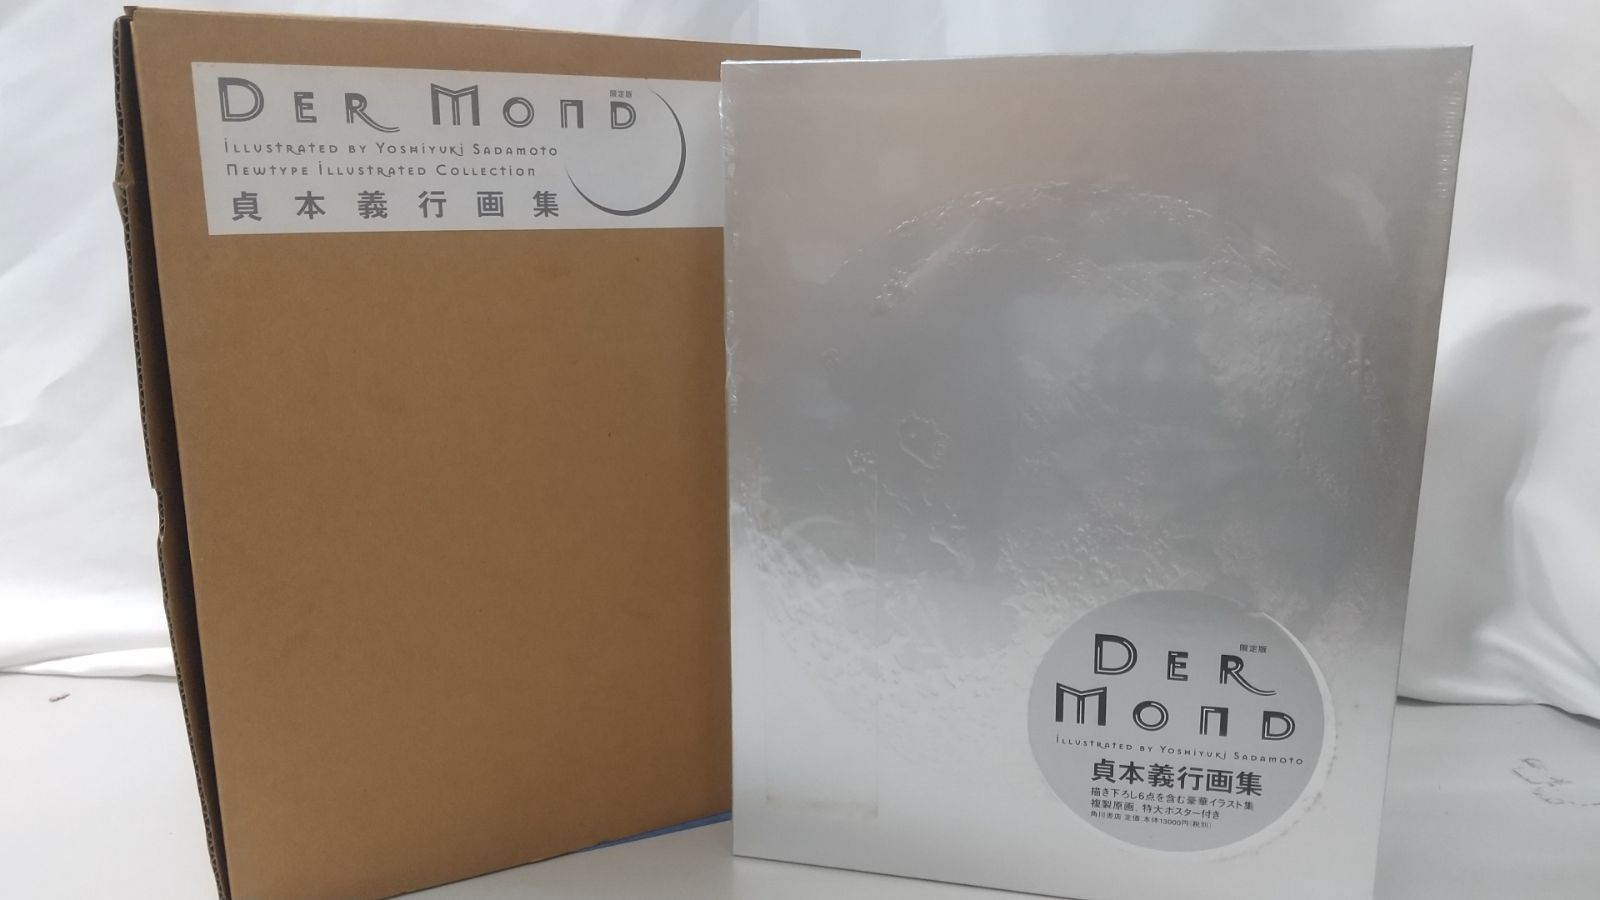 DER MOND 限定版
ILLUSTRATED BY YOSHIYUKI SADAMOTO
NEWTYPE ILLUSTRATED COLLECTION
貞本義行画集
DER 限定版
MOND
ILLUSTRATED BY YOSHIYUKI SADAMOTO
貞本義行画集
描き下ろし6点を含む豪華イラスト集
複製原画、特大ポスター付き
角川書店 定価:本体13000円(税別)